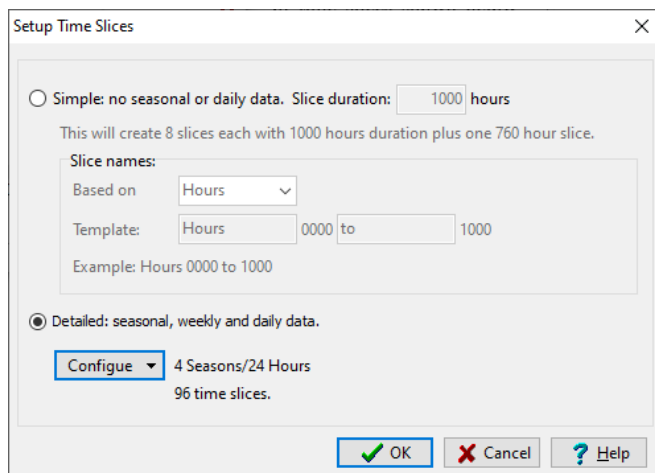 Setup Time Slices
Simple: no seasonal or daily data. Slice duration: 1000 hours
This will create 8 slices each with 1000 hours duration plus one 760 hour slice.
Slice names:
Based on Hours
Template: Hours 0000 to 1000
Example: Hours 0000 to 1000
Detailed: seasonal, weekly and daily data.
Configue 4 Seasons/24 Hours
96 time slices.
OK Cancel Help